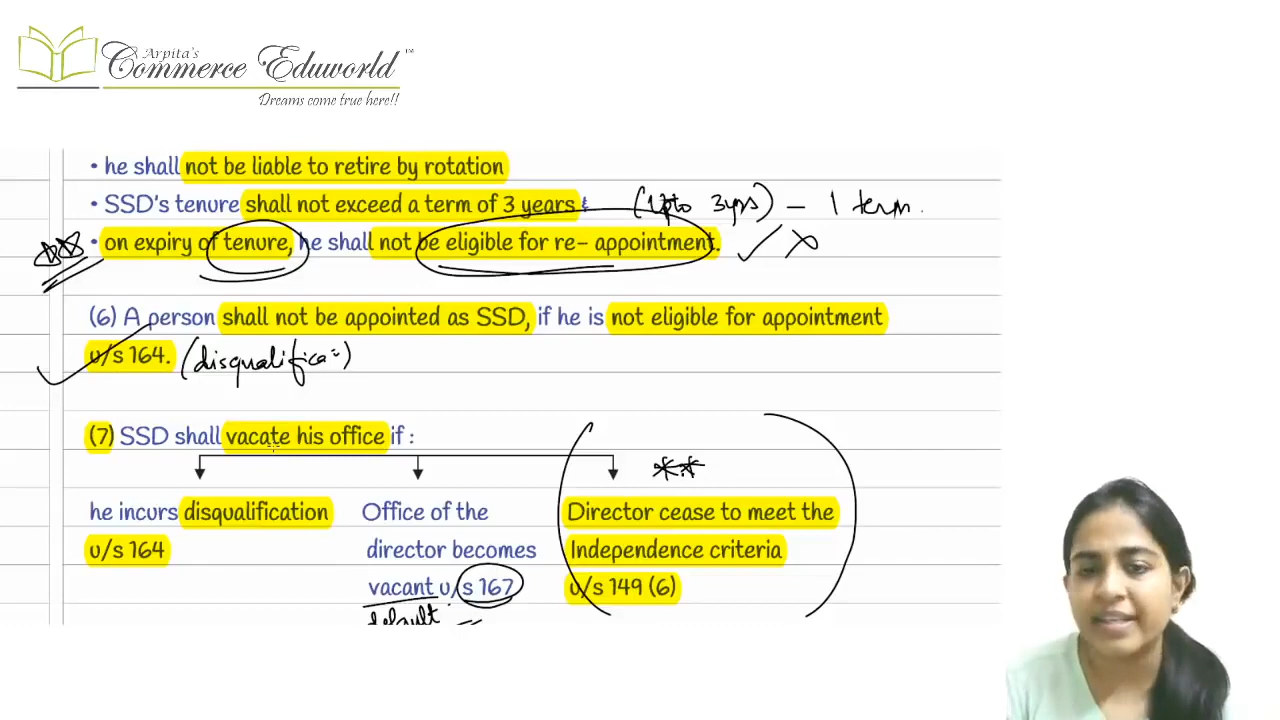 Arpita's
Commerce Eduworld™
Dreams come true here!!
• he shall not be liable to retire by rotation
• SSD's tenure shall not exceed a term of 3 years & (Upto 3yrs) – 1 term.
• on expiry of tenure, he shall not be eligible for re- appointment.
(6) A person shall not be appointed as SSD, if he is not eligible for appointment
u/s 164. (disqualifica=)
(7) SSD shall vacate his office if :
he incurs disqualification
u/s 164
Office of the
director becomes
vacant u/s 167
default
Director cease to meet the
Independence criteria
u/s 149 (6)